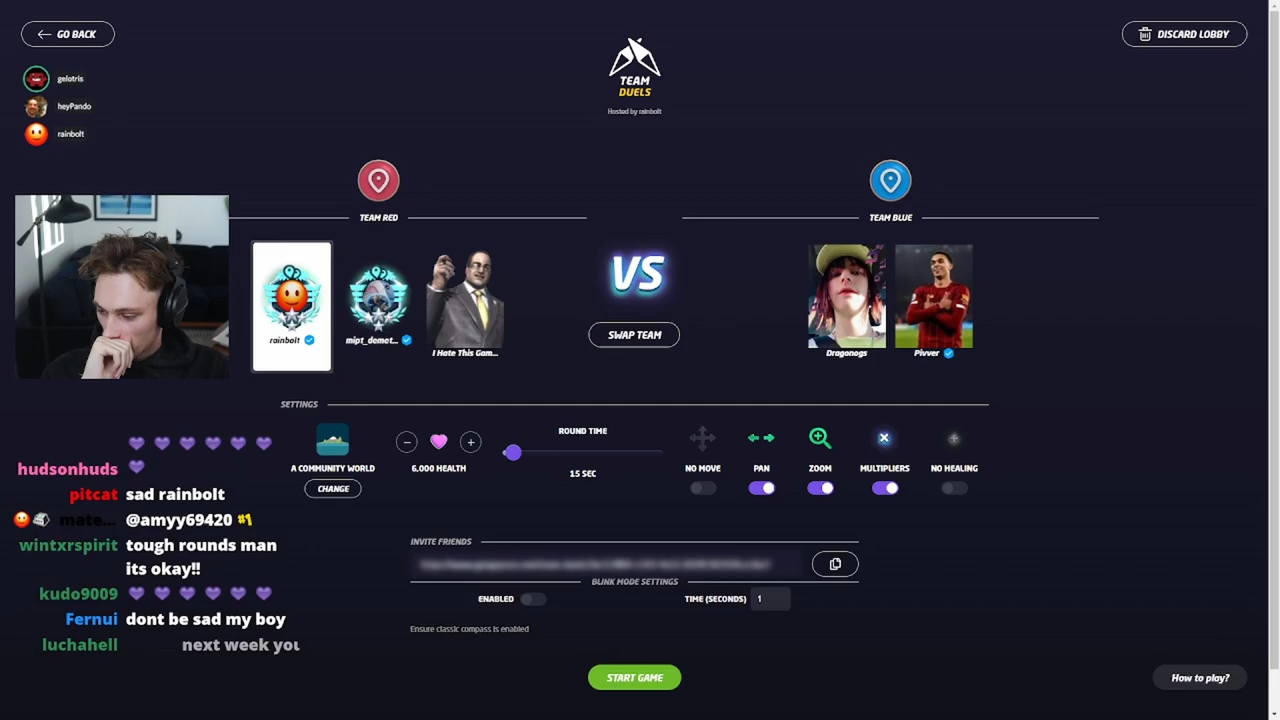 GO BACK
DISCARD LOBBY
gelotris
heyPando
rainbolt
TEAM
DUELS
Hosted by rainbolt
TEAM RED
TEAM BLUE
VS
SWAP TEAM
rainbolt
mipt_demet...
I Hate This Gam...
Dragonogs
Pivver
SETTINGS
A COMMUNITY WORLD
CHANGE
6,000 HEALTH
ROUND TIME
15 SEC
NO MOVE
PAN
ZOOM
MULTIPLIERS
NO HEALING
hudsonhuds
pitcat sad rainbolt
mate... @amyy69420 #1
wintxrspirit tough rounds man
its okay!!
kudo9009
Fernui dont be sad my boy
luchahell next week you
INVITE FRIENDS
BLINK MODE SETTINGS
ENABLED
TIME (SECONDS) 1
Ensure classic compass is enabled
START GAME
How to play?